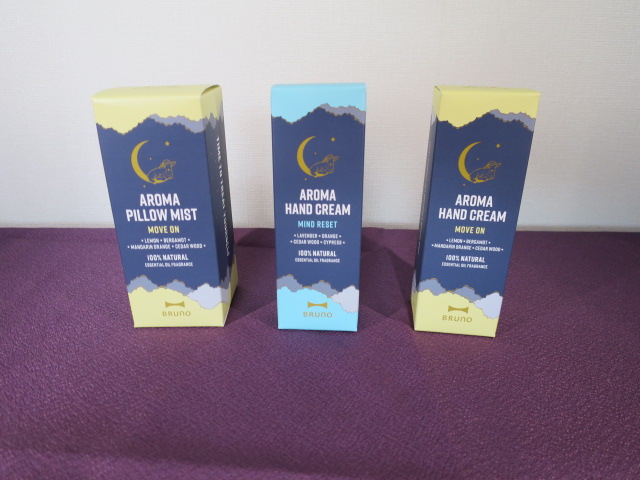 AROMA
PILLOW MIST
MOVE ON
• LEMON • BERGAMOT •
• MANDARIN ORANGE • CEDAR WOOD •
100% NATURAL
ESSENTIAL OIL FRAGRANCE
BRUNO
AROMA
HAND CREAM
MIND RESET
• LAVENDER • ORANGE •
• CEDAR WOOD • CYPRESS •
100% NATURAL
ESSENTIAL OIL FRAGRANCE
BRUNO
AROMA
HAND CREAM
MOVE ON
• LEMON • BERGAMOT •
• MANDARIN ORANGE • CEDAR WOOD •
100% NATURAL
ESSENTIAL OIL FRAGRANCE
BRUNO